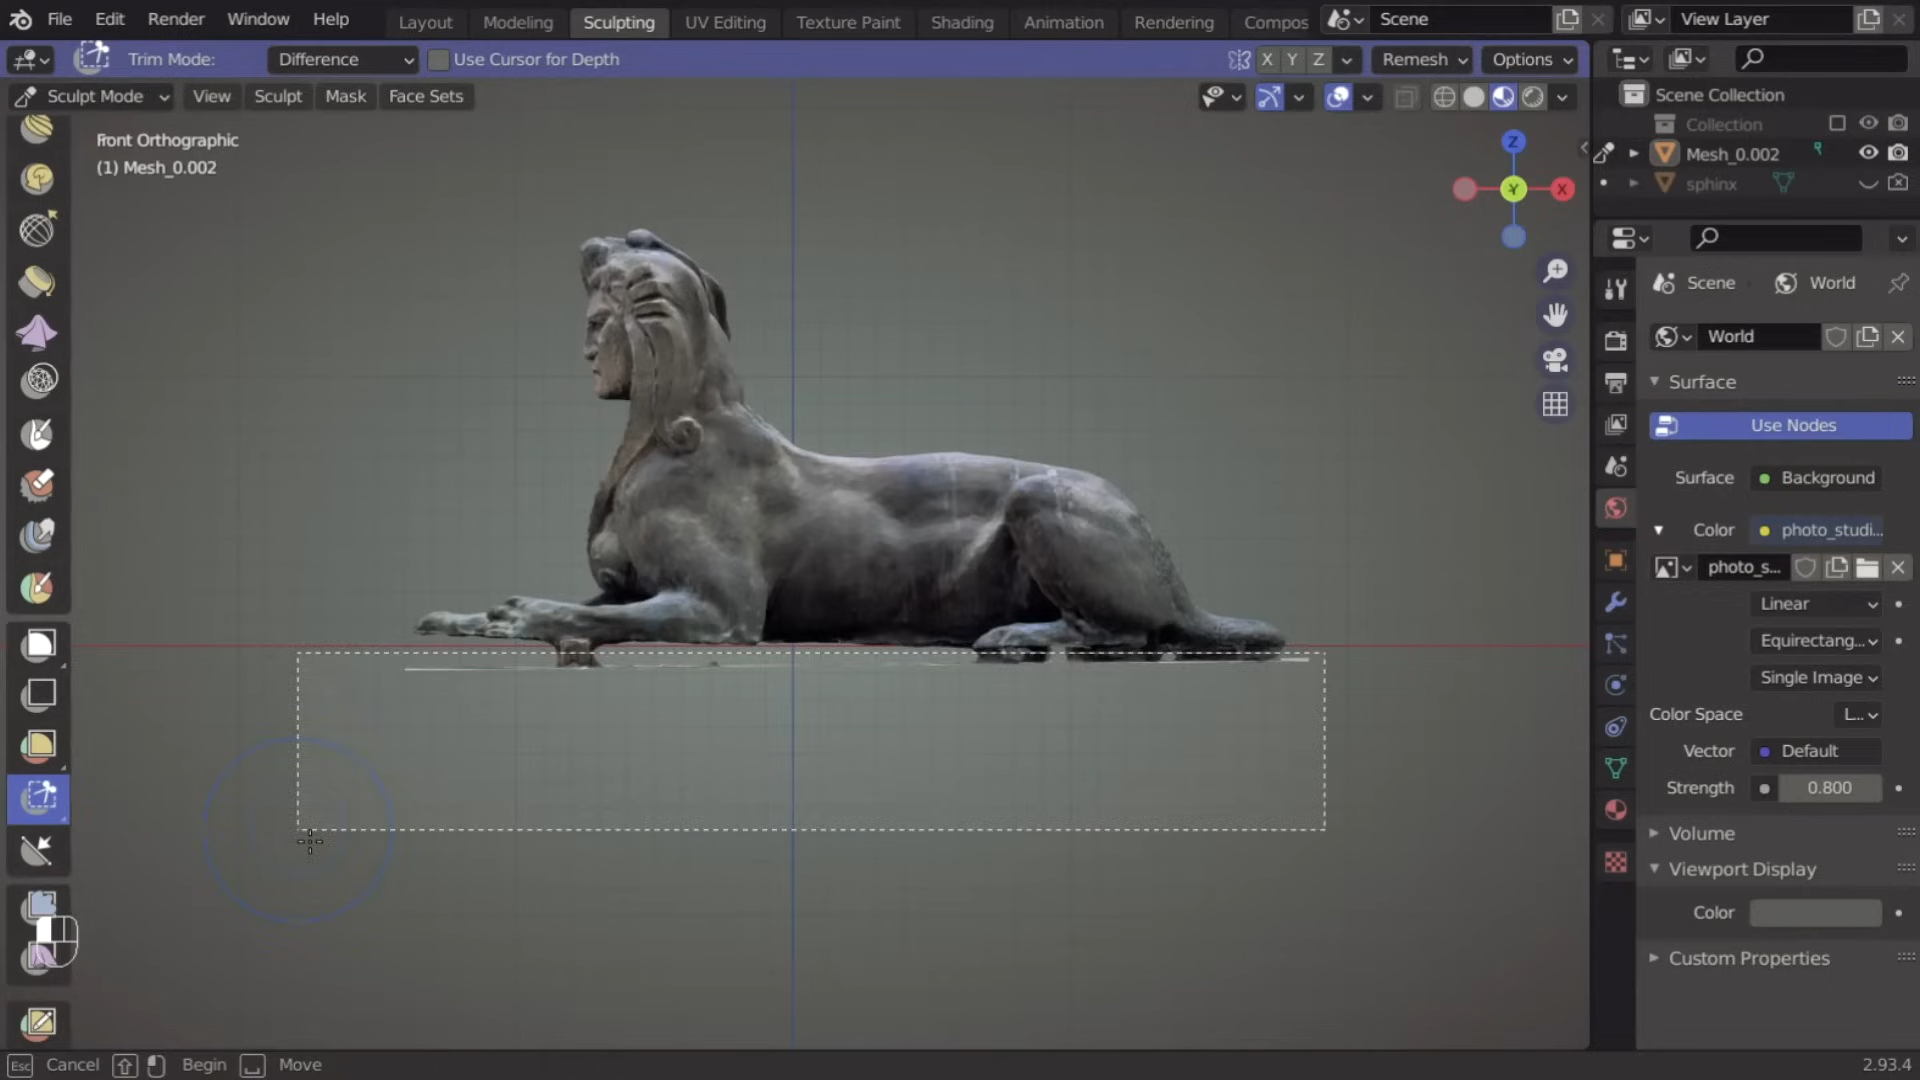 File Edit Render Window Help Layout Modeling Sculpting UV Editing Texture Paint Shading Animation Rendering Compos Scene View Layer
Trim Mode: Difference Use Cursor for Depth X Y Z Remesh Options
Sculpt Mode View Sculpt Mask Face Sets
Front Orthographic
(1) Mesh_0.002
Z
Y
X
Scene Collection
Collection
Mesh_0.002
sphinx
Scene World
World
Surface
Use Nodes
Surface Background
Color photo_studi...
photo_s...
Linear
Equirectang...
Single Image
Color Space L...
Vector Default
Strength 0.800
Volume
Viewport Display
Color
Custom Properties
Esc Cancel Begin Move 2.93.4